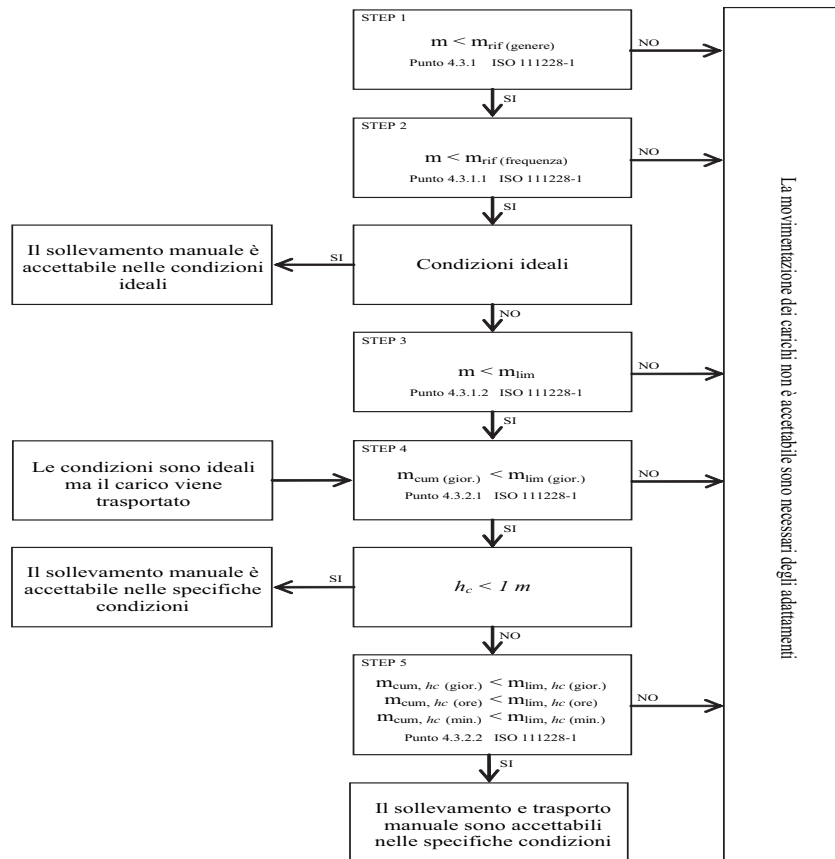 STEP 1
m < mrif (genere)
Punto 4.3.1 ISO 111228-1
NO
SI
STEP 2
m < mrif (frequenza)
Punto 4.3.1.1 ISO 111228-1
NO
SI
Il sollevamento manuale è
accettabile nelle condizioni
ideali
SI
Condizioni ideali
NO
STEP 3
m < mlim
Punto 4.3.1.2 ISO 111228-1
NO
SI
Le condizioni sono ideali
ma il carico viene
trasportato
STEP 4
mcum (gior.) < mlim (gior.)
Punto 4.3.2.1 ISO 111228-1
NO
SI
Il sollevamento manuale è
accettabile nelle specifiche
condizioni
SI
hc < 1 m
NO
STEP 5
mcum, hc (gior.) < mlim, hc (gior.)
mcum, hc (ore) < mlim, hc (ore)
mcum, hc (min.) < mlim, hc (min.)
Punto 4.3.2.2 ISO 111228-1
NO
SI
Il sollevamento e trasporto
manuale sono accettabili
nelle specifiche condizioni
La movimentazione dei carichi non è accettabile sono necessari degli adattamenti